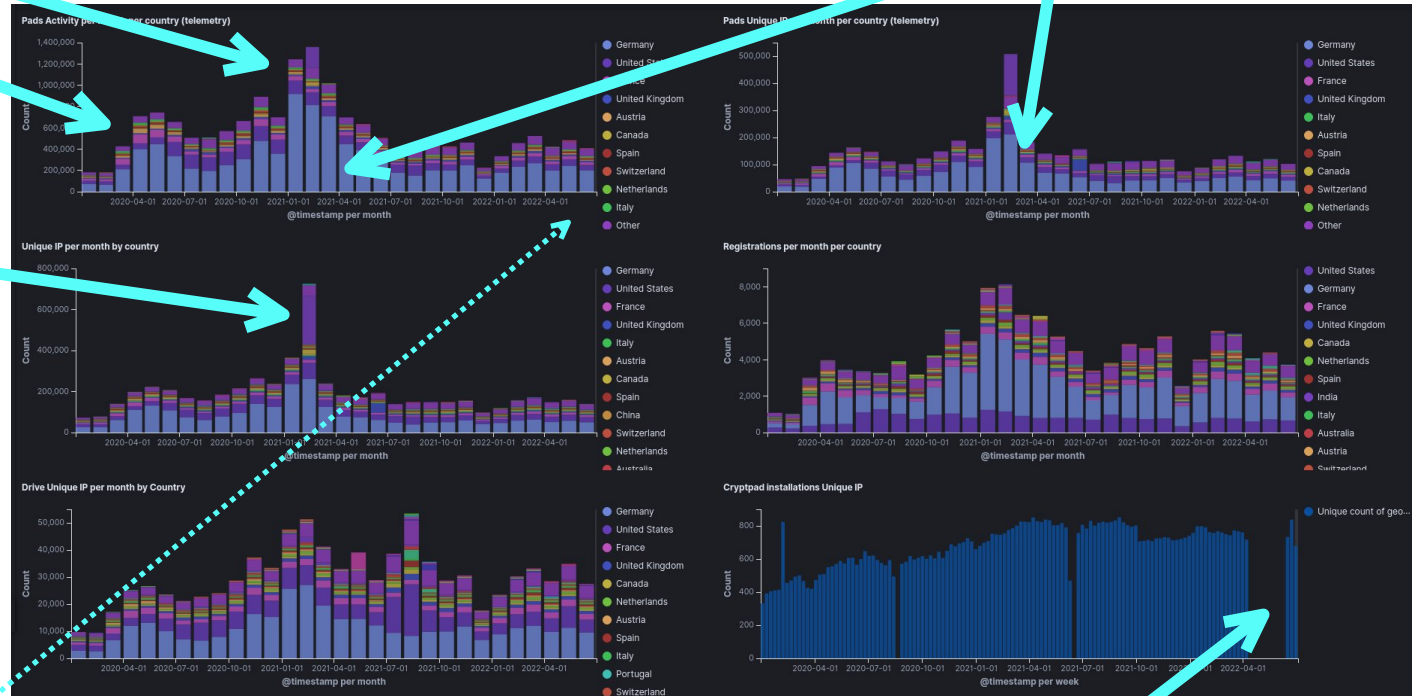 Pads Activity per country (telemetry)
1,400,000
1,200,000
1,000,000
400,000
200,000
0
Count
2020-04-01 2020-07-01 2020-10-01 2021-01-01 2021-04-01 2021-07-01 2021-10-01 2022-01-01 2022-04-01
@timestamp per month
Germany
United
United Kingdom
Austria
Canada
Spain
Switzerland
Netherlands
Italy
Other
Pads Unique per country (telemetry)
500,000
400,000
300,000
200,000
100,000
0
Count
2020-04-01 2020-07-01 2020-10-01 2021-01-01 2021-04-01 2021-07-01 2021-10-01 2022-01-01 2022-04-01
@timestamp per month
Germany
United States
France
United Kingdom
Italy
Austria
Spain
Canada
Switzerland
Netherlands
Other
Unique IP per month by country
800,000
600,000
400,000
200,000
0
Count
2020-04-01 2020-07-01 2020-10-01 2021-01-01 2021-04-01 2021-07-01 2021-10-01 2022-01-01 2022-04-01
@timestamp per month
Germany
United States
France
United Kingdom
Italy
Austria
Canada
Spain
China
Switzerland
Netherlands
Australia
Registrations per month per country
8,000
6,000
4,000
2,000
0
Count
2020-04-01 2020-07-01 2020-10-01 2021-01-01 2021-04-01 2021-07-01 2021-10-01 2022-01-01 2022-04-01
@timestamp per month
United States
Germany
France
United Kingdom
Canada
Netherlands
Spain
India
Italy
Australia
Austria
Switzerland
Drive Unique IP per month by Country
50,000
40,000
30,000
20,000
10,000
0
Count
2020-04-01 2020-07-01 2020-10-01 2021-01-01 2021-04-01 2021-07-01 2021-10-01 2022-01-01 2022-04-01
@timestamp per month
Germany
United States
France
United Kingdom
Canada
Netherlands
Austria
Spain
Italy
Portugal
Switzerland
Cryptpad installations Unique IP
800
600
400
200
0
Count
2020-04-01 2020-07-01 2020-10-01 2021-01-01 2021-04-01 2021-07-01 2021-10-01 2022-04-01
@timestamp per week
Unique count of geo...